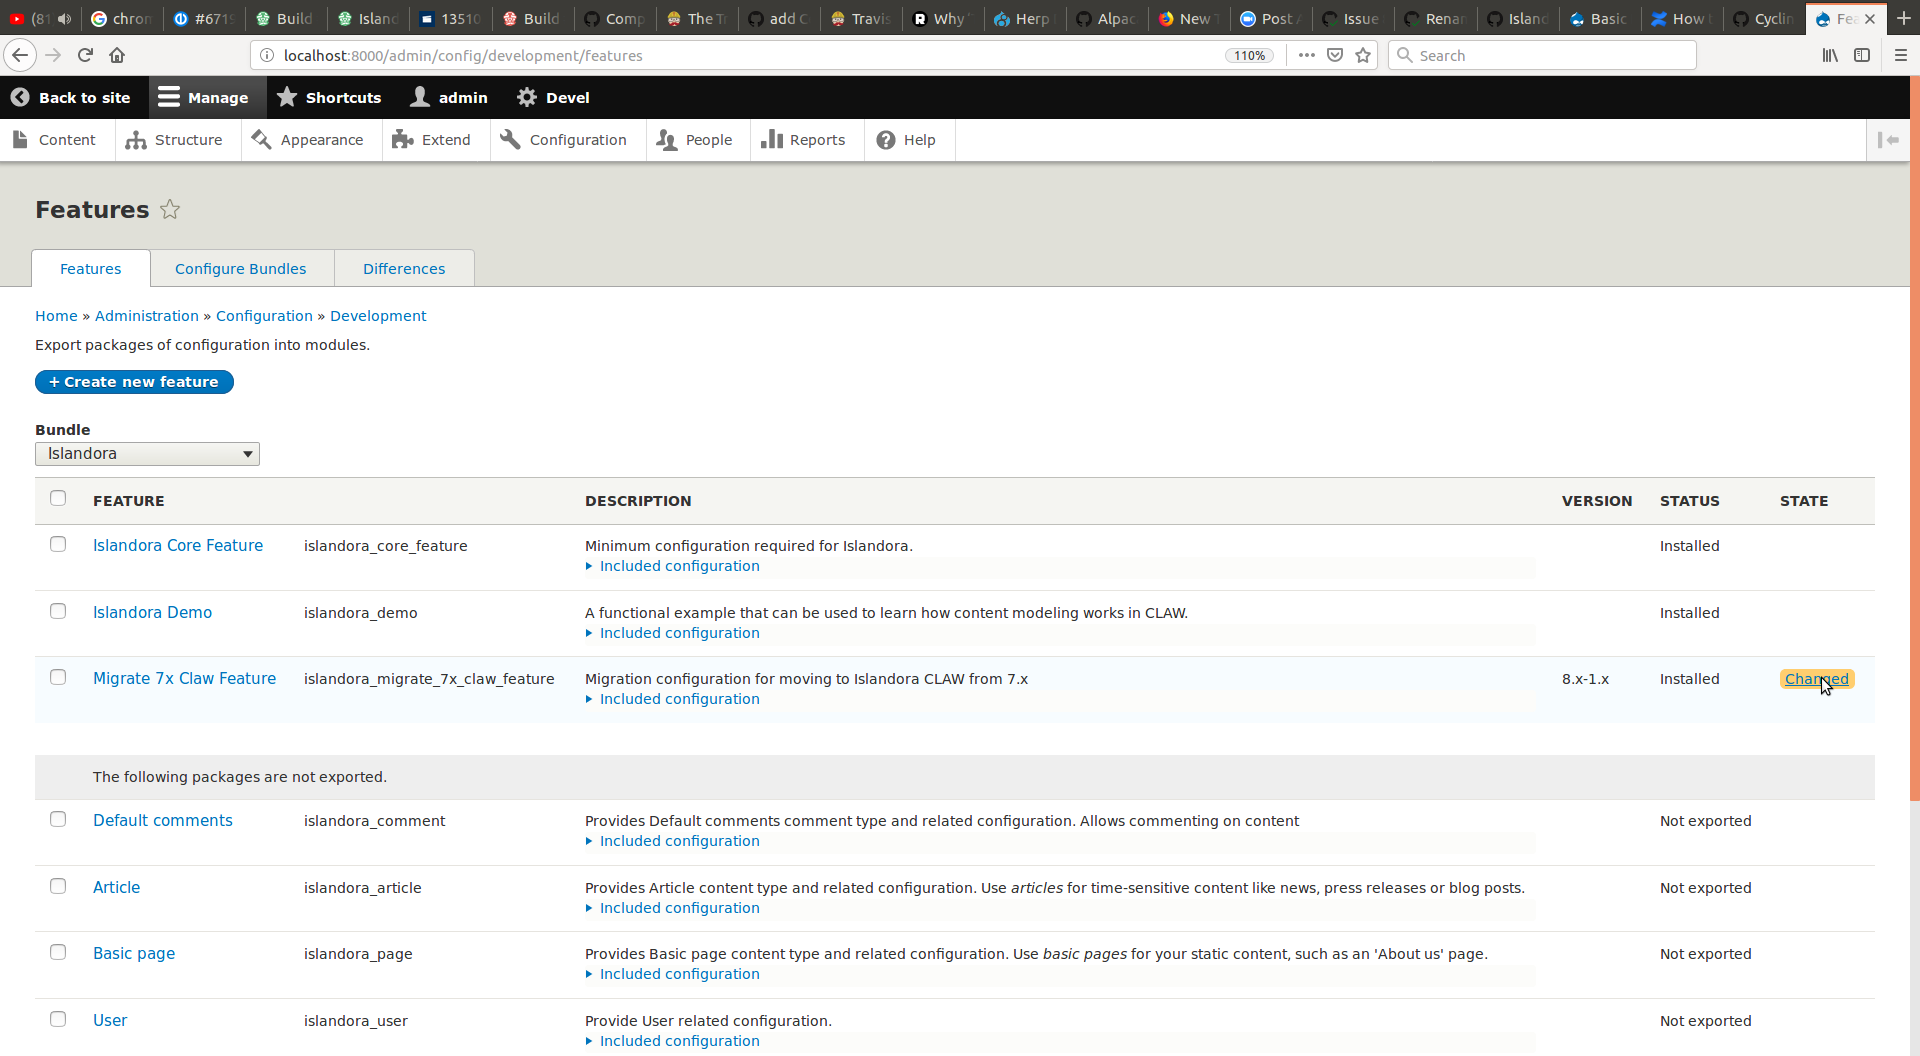 (81 chrom #671 Build Island 13510 Build Comp The T add C Travis Why Herp Alpac New Post Issue Renam Island Basic How Cyclin Fea
localhost:8000/admin/config/development/features 110% Search
Back to site Manage Shortcuts admin Devel
Content Structure Appearance Extend Configuration People Reports Help
Features
Features Configure Bundles Differences
Home » Administration » Configuration » Development
Export packages of configuration into modules.
+ Create new feature
Bundle
Islandora
FEATURE DESCRIPTION VERSION STATUS STATE
Islandora Core Feature islandora_core_feature Minimum configuration required for Islandora. Installed
Included configuration
Islandora Demo islandora_demo A functional example that can be used to learn how content modeling works in CLAW. Installed
Included configuration
Migrate 7x Claw Feature islandora_migrate_7x_claw_feature Migration configuration for moving to Islandora CLAW from 7.x 8.x-1.x Installed Changed
Included configuration
The following packages are not exported.
Default comments islandora_comment Provides Default comments comment type and related configuration. Allows commenting on content Not exported
Included configuration
Article islandora_article Provides Article content type and related configuration. Use articles for time-sensitive content like news, press releases or blog posts. Not exported
Included configuration
Basic page islandora_page Provides Basic page content type and related configuration. Use basic pages for your static content, such as an 'About us' page. Not exported
Included configuration
User islandora_user Provide User related configuration. Not exported
Included configuration